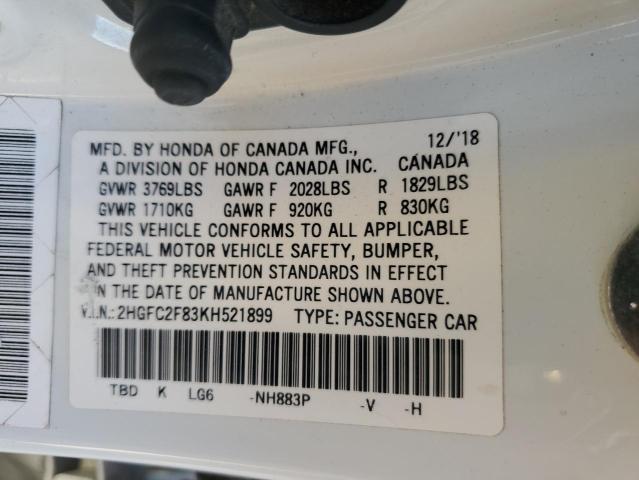 MFD. BY HONDA OF CANADA MFG., 12/'18
A DIVISION OF HONDA CANADA INC. CANADA
GVWR 3769LBS GAWR F 2028LBS R 1829LBS
GVWR 1710KG GAWR F 920KG R 830KG
THIS VEHICLE CONFORMS TO ALL APPLICABLE
FEDERAL MOTOR VEHICLE SAFETY, BUMPER,
AND THEFT PREVENTION STANDARDS IN EFFECT
IN THE DATE OF MANUFACTURE SHOWN ABOVE.
V.I.N.: 2HGFC2F83KH521899 TYPE: PASSENGER CAR
TBD K LG6 -NH883P -V -H